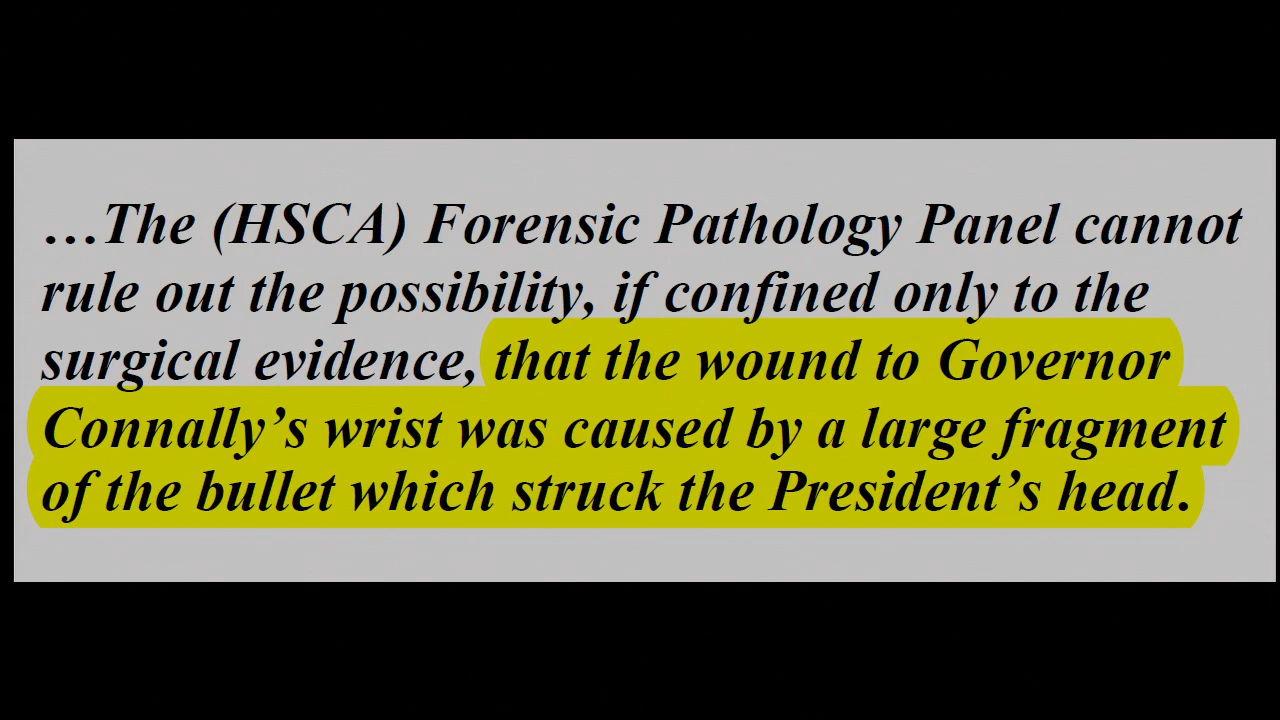 …The (HSCA) Forensic Pathology Panel cannot
rule out the possibility, if confined only to the
surgical evidence, that the wound to Governor
Connally’s wrist was caused by a large fragment
of the bullet which struck the President’s head.